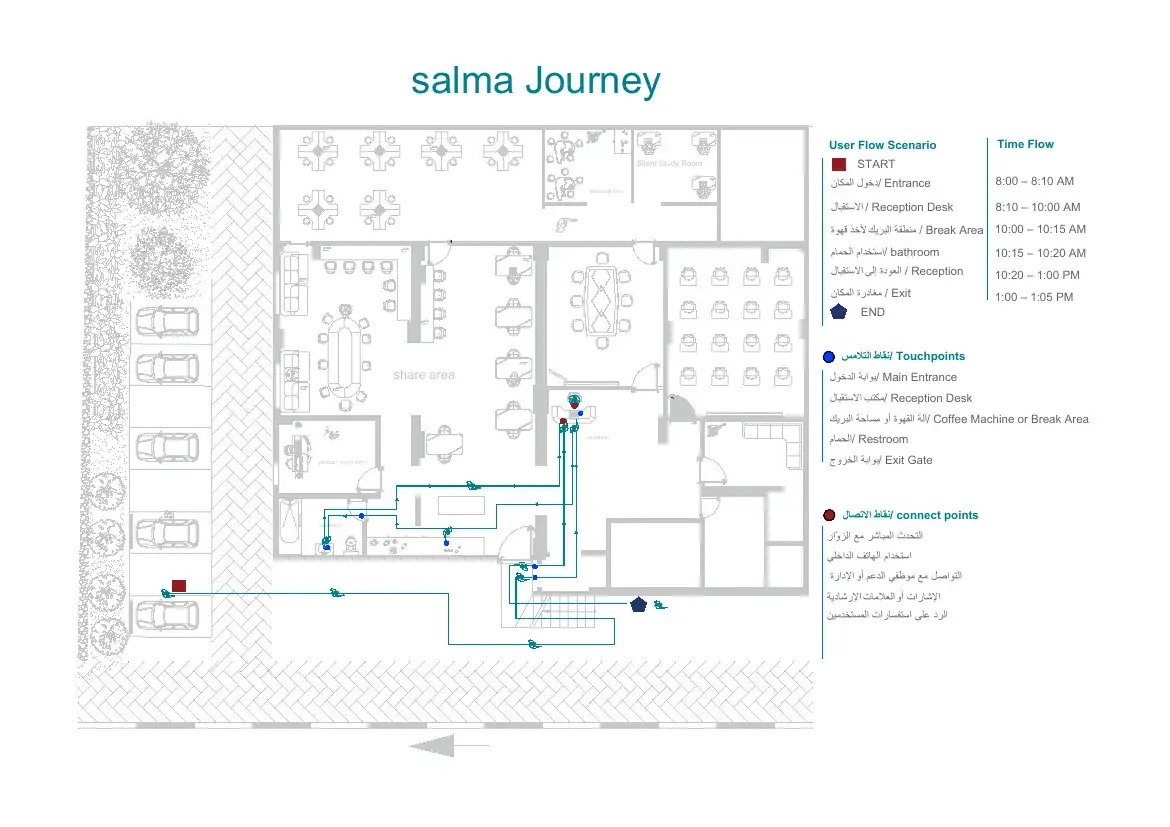 salma Journey
User Flow Scenario
Time Flow
START
دخول المكان/ Entrance
8:00 – 8:10 AM
الاستقبال / Reception Desk
8:10 – 10:00 AM
منطقة البريك لأخذ قهوة / Break Area
10:00 – 10:15 AM
استخدام الحمام/ bathroom
10:15 – 10:20 AM
العودة إلى الاستقبال / Reception
10:20 – 1:00 PM
مغادرة المكان / Exit
1:00 – 1:05 PM
END
نقاط التلامس/ Touchpoints
بوابة الدخول/ Main Entrance
مكتب الاستقبال/ Reception Desk
آلة القهوة أو مساحة البريك/ Coffee Machine or Break Area
الحمام/ Restroom
بوابة الخروج/ Exit Gate
نقاط الاتصال/ connect points
التحدث المباشر مع الزوّار
استخدام الهاتف الداخلي
التواصل مع موظفي الدعم أو الإدارة
الإشارات أو العلامات الإرشادية
الرد على استفسارات المستخدمين
Silent Study Room
share area